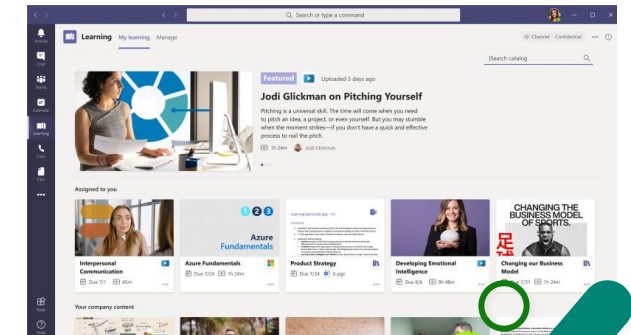 Search or type a command
Learning My learning Manage
Channel Confidential
Search catalog
Activity
Chat
Teams
Calendar
Learning
Calls
Files
Featured Uploaded 5 days ago
Jodi Glickman on Pitching Yourself
Pitching is a universal skill. The time will come when you need
to pitch an idea, a project, or even yourself. But you may stumble
when the moment strikes—if you don't have a quick and effective
process to nail the pitch.
1h 24m Jodi Glickman
Assigned to you
1 2 3
Azure
Fundamentals
CHANGING THE
BUSINESS MODEL
OF SPORTS.
足
Interpersonal
Communication
Due 7/1 45m
Azure Fundamentals
Due 7/24 1h 24m
Product Strategy
Due 7/24 6 pgs
Developing Emotional
Intelligence
Due 8/6 9h 48m
Changing our Business
Model
7/31 1h 24m
Your company content
Apps
Help